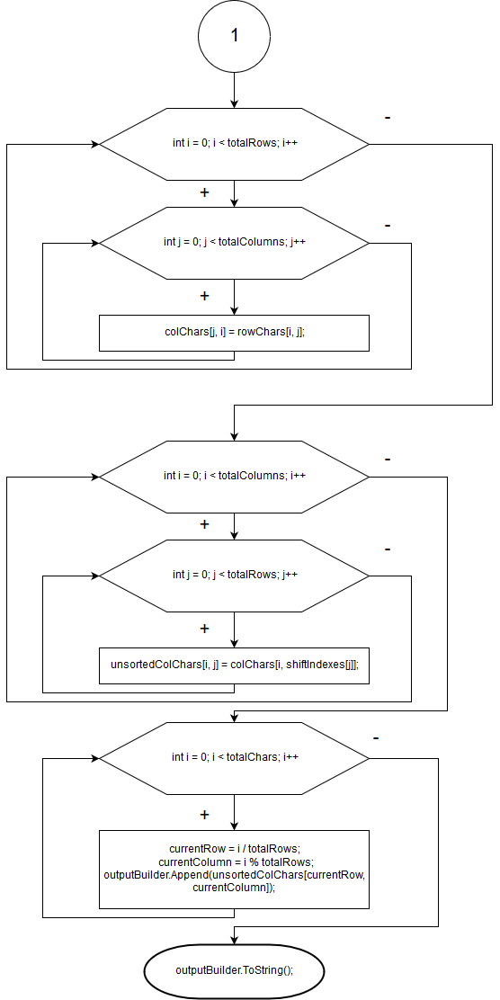 1
-
int i = 0; i < totalRows; i++
+
-
int j = 0; j < totalColumns; j++
+
colChars[j, i] = rowChars[i, j];
-
int i = 0; i < totalColumns; i++
+
-
int j = 0; j < totalRows; j++
+
unsortedColChars[i, j] = colChars[i, shiftIndexes[j]];
-
int i = 0; i < totalChars; i++
+
currentRow = i / totalRows;
currentColumn = i % totalRows;
outputBuilder.Append(unsortedColChars[currentRow,
currentColumn]);
outputBuilder.ToString();